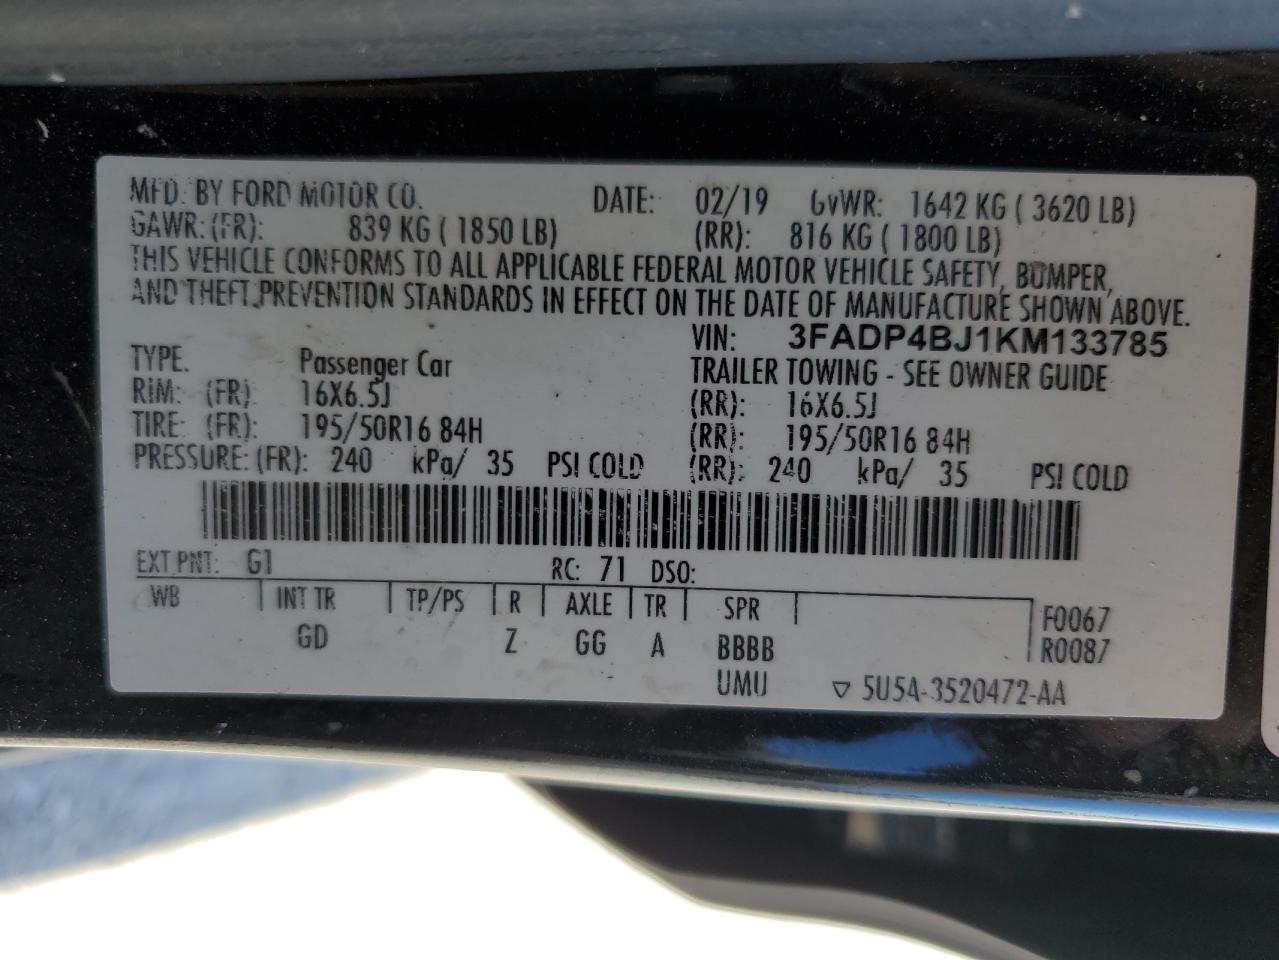 MFD. BY FORD MOTOR CO. DATE: 02/19 GVWR: 1642 KG ( 3620 LB)
GAWR: (FR): 839 KG ( 1850 LB) (RR): 816 KG ( 1800 LB)
THIS VEHICLE CONFORMS TO ALL APPLICABLE FEDERAL MOTOR VEHICLE SAFETY, BUMPER,
AND THEFT PREVENTION STANDARDS IN EFFECT ON THE DATE OF MANUFACTURE SHOWN ABOVE.
VIN: 3FADP4BJ1KM133785
TYPE. Passenger Car TRAILER TOWING - SEE OWNER GUIDE
RIM: (FR) 16X6.5J (RR): 16X6.5J
TIRE: (FR): 195/50R16 84H (RR): 195/50R16 84H
PRESSURE: (FR): 240 kPa/ 35 PSI COLD (RR): 240 kPa/ 35 PSI COLD
EXT PNT: G1 RC: 71 DSO:
WB INT TR TP/PS R AXLE TR SPR F0067
GD Z GG A BBBB R0087
UMU ▽ 5U5A-3520472-AA